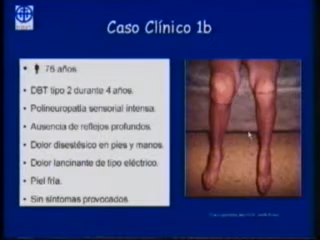 Caso Clínico 1b
76 años.
DBT tipo 2 durante 4 años.
Polineuropatía sensorial intensa.
Ausencia de reflejos profundos.
Dolor disestésico en pies y manos.
Dolor lancinante de tipo eléctrico.
Piel fría.
Sin síntomas provocados.